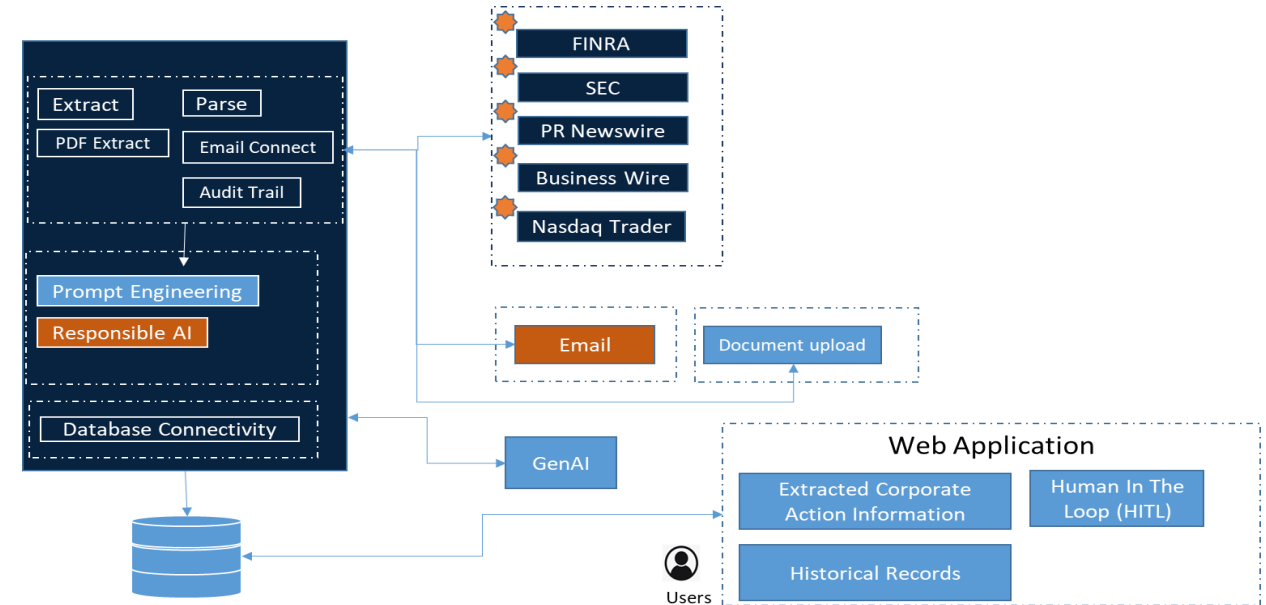 Extract
Parse
PDF Extract
Email Connect
Audit Trail
Prompt Engineering
Responsible AI
Database Connectivity
FINRA
SEC
PR Newswire
Business Wire
Nasdaq Trader
Email
Document upload
GenAI
Web Application
Extracted Corporate
Action Information
Human In The
Loop (HITL)
Historical Records
Users